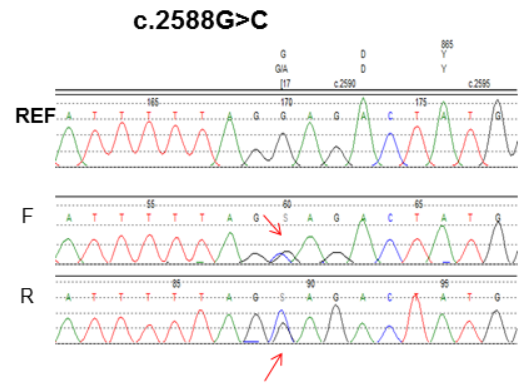 c.2588G>C
865
G D Y
G/A D Y
[17 c.2590 c.2595
165 170 175
REF A T T T T T A G G A G A C T A T G
55 60 65
F A T T T T T A G S A G A C T A T G
85 90 95
R A T T T T T A G S A G A C T A T G